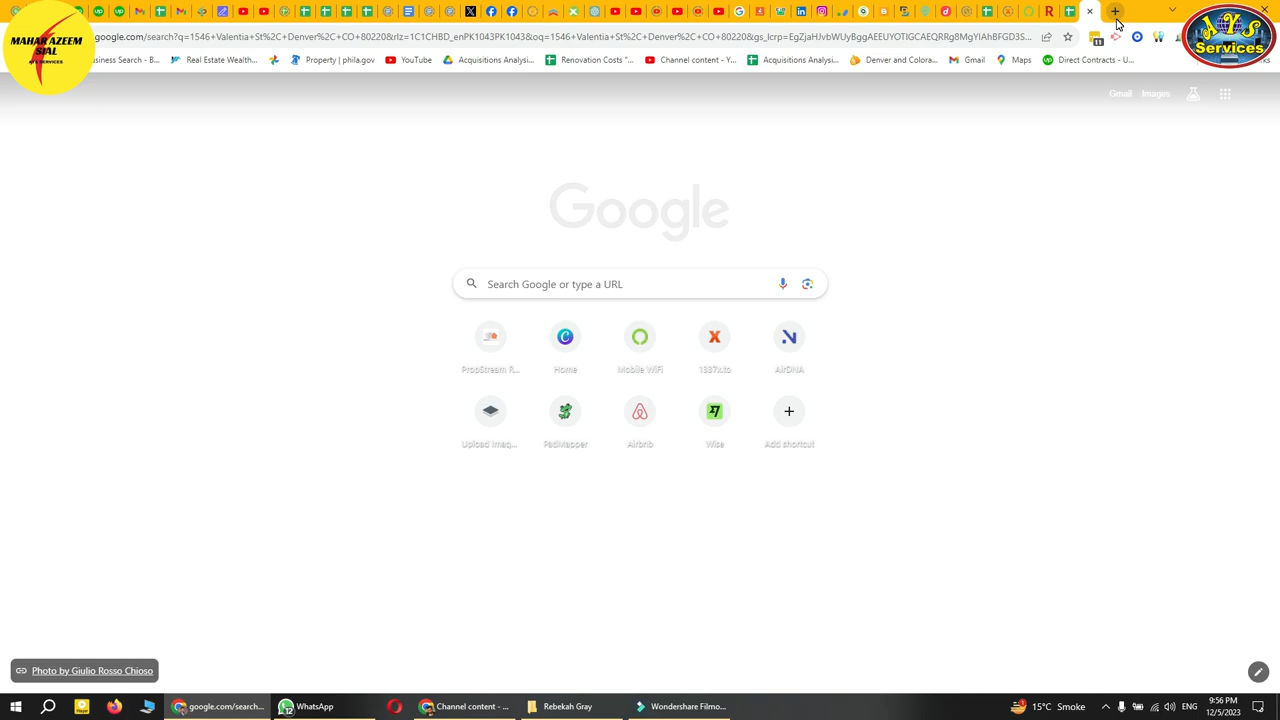 google.com/search?q=1546+Valentia+St%2C+Denver%2C+CO+80220&rlz=1C1CHBD_enPK1043PK1043&oq=1546+Valentia+St%2C+Denver%2C+CO+80220&gs_lcrp=EgZjaHJvbWUyBggAEEUYOTIGCAEQRRg8MgYIAhBFGD3S...
MAHAR AZEEM
SIAL
AYS SERVICES
AYS
Services
usiness Search - B...
Real Estate Wealth...
Property | phila.gov
YouTube
Acquisitions Analysi...
Renovation Costs "...
Channel content - Y...
Acquisitions Analysi...
Denver and Colora...
Gmail
Maps
Direct Contracts - U...
Gmail
Images
Google
Search Google or type a URL
PropStream R...
Home
Mobile WiFi
1337x.to
AirDNA
Upload Imag...
PadMapper
Airbnb
Wise
Add shortcut
Photo by Giulio Rosso Chioso
google.com/search...
WhatsApp
Channel content - ...
Rebekah Gray
Wondershare Filmo...
15°C Smoke
ENG
9:56 PM
12/5/2023